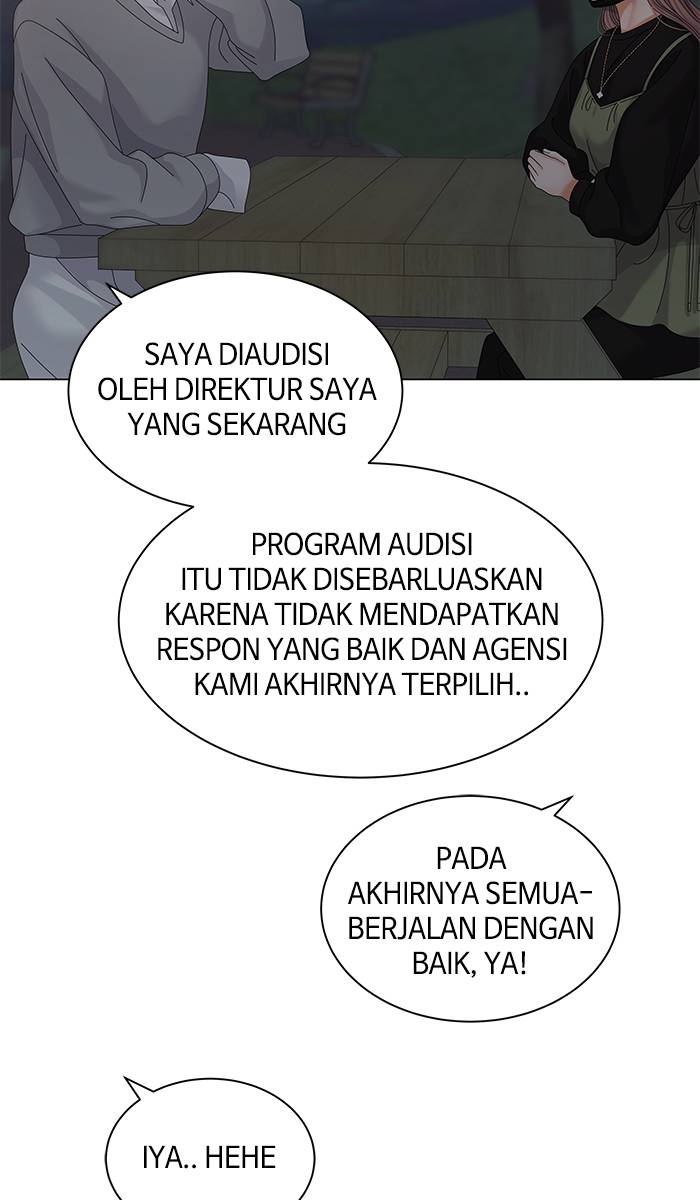 SAYA DIAUDISI
OLEH DIREKTUR SAYA
YANG SEKARANG
PROGRAM AUDISI
ITU TIDAK DISEBARLUASKAN
KARENA TIDAK MENDAPATKAN
RESPON YANG BAIK DAN AGENSI
KAMI AKHIRNYA TERPILIH..
PADA
AKHIRNYA SEMUA-
BERJALAN DENGAN
BAIK, YA!
IYA.. HEHE